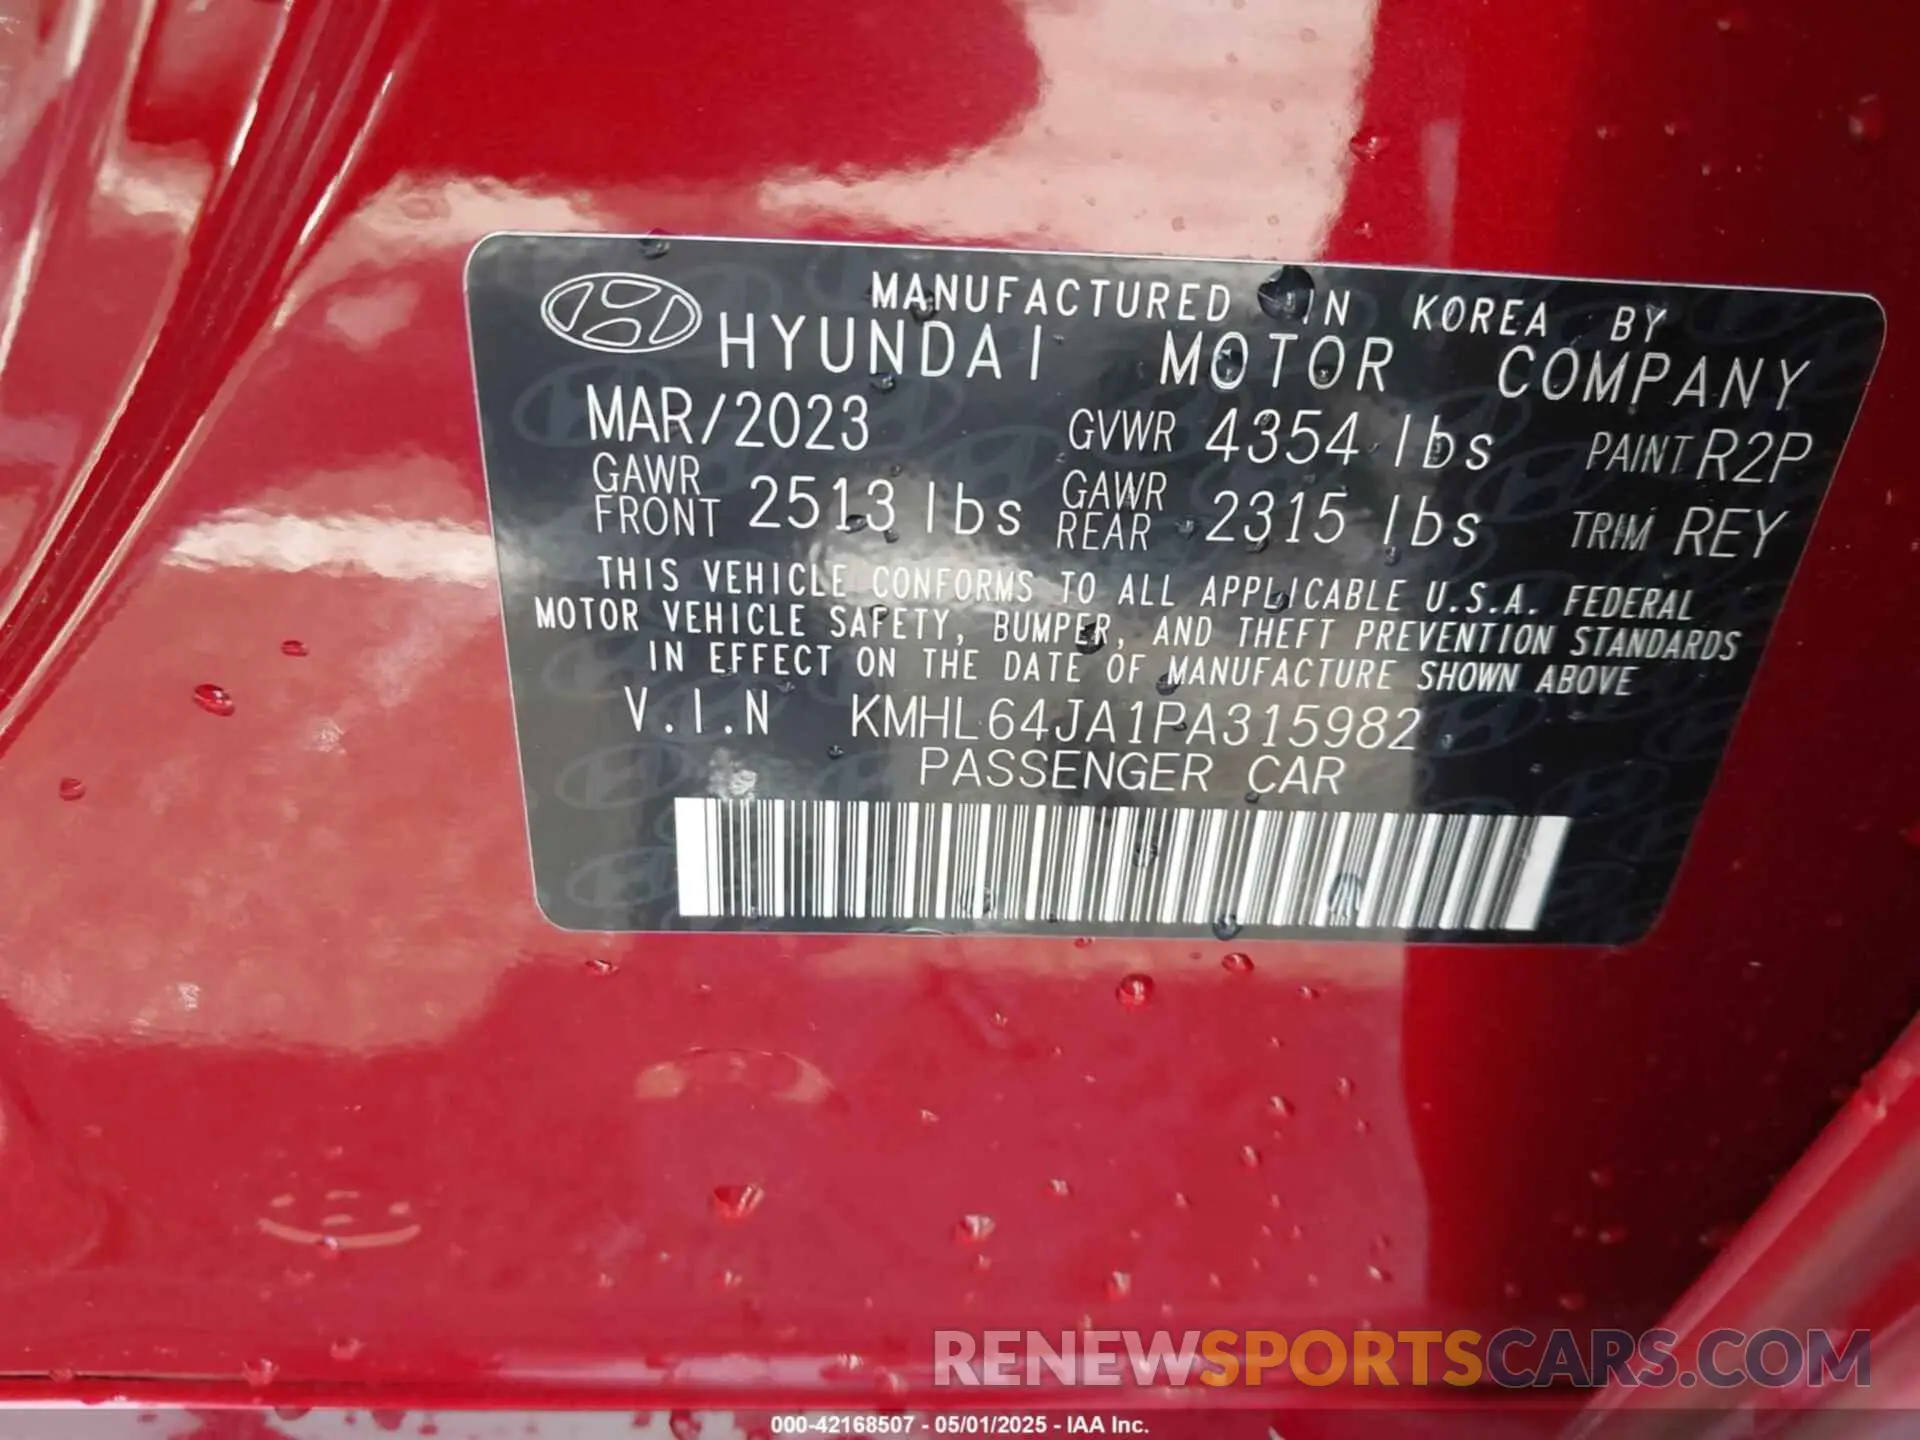 MANUFACTURED IN KOREA BY
HYUNDAI MOTOR COMPANY
MAR/2023 GVWR 4354 lbs PAINT R2P
GAWR FRONT 2513 lbs GAWR REAR 2315 lbs TRIM REY
THIS VEHICLE CONFORMS TO ALL APPLICABLE U.S.A. FEDERAL
MOTOR VEHICLE SAFETY, BUMPER, AND THEFT PREVENTION STANDARDS
IN EFFECT ON THE DATE OF MANUFACTURE SHOWN ABOVE
V.I.N KMHL64JA1PA315982
PASSENGER CAR
RENEWSPORTSCARS.COM
000-42168507 - 05/01/2025 - IAA Inc.